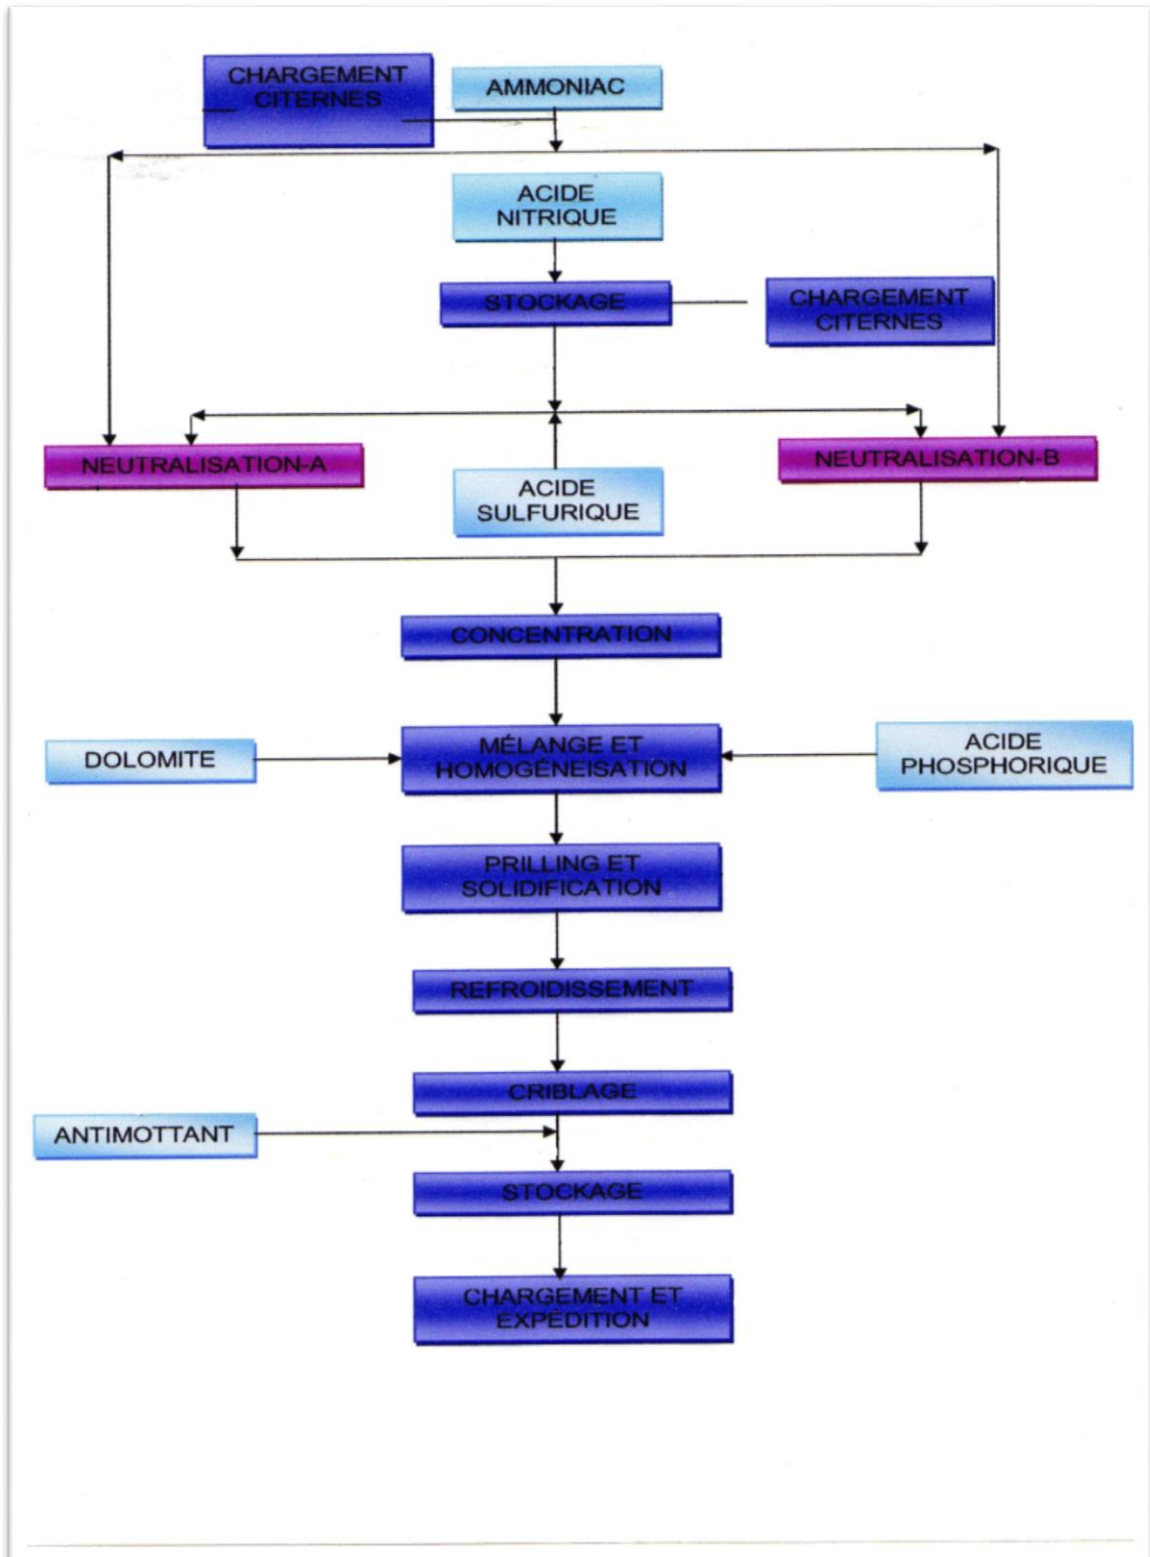 CHARGEMENT
CITERNES
AMMONIAC
ACIDE
NITRIQUE
STOCKAGE
CHARGEMENT
CITERNES
NEUTRALISATION-A
ACIDE
SULFURIQUE
NEUTRALISATION-B
CONCENTRATION
DOLOMITE
MÉLANGE ET
HOMOGÉNEISATION
ACIDE
PHOSPHORIQUE
PRILLING ET
SOLIDIFICATION
REFROIDISSEMENT
CRIBLAGE
ANTIMOTTANT
STOCKAGE
CHARGEMENT ET
EXPÉDITION